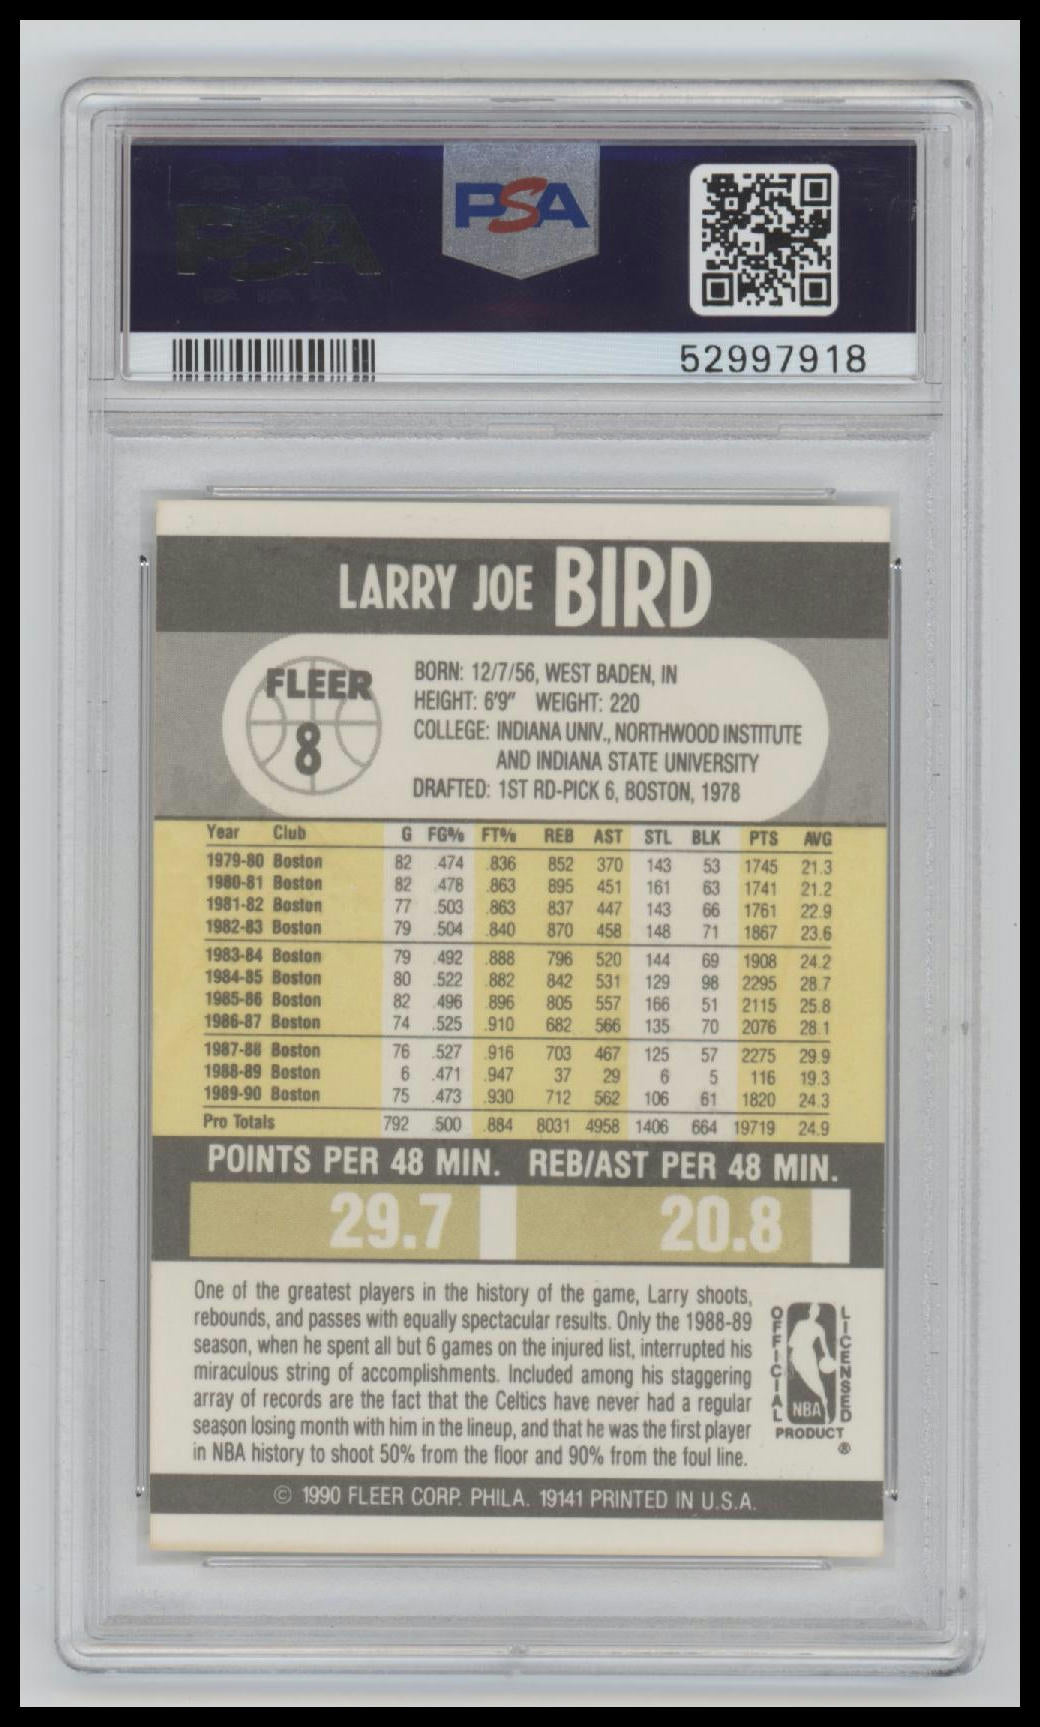 PSA
PSA PSA PSA
PSA
PSA PSA PSA
52997918
LARRY JOE BIRD
FLEER
8
BORN: 12/7/56, WEST BADEN, IN
HEIGHT: 6'9" WEIGHT: 220
COLLEGE: INDIANA UNIV., NORTHWOOD INSTITUTE
AND INDIANA STATE UNIVERSITY
DRAFTED: 1ST RD-PICK 6, BOSTON, 1978
Year Club G FG% FT% REB AST STL BLK PTS AVG
1979-80 Boston 82 .474 .836 852 370 143 53 1745 21.3
1980-81 Boston 82 .478 .863 895 451 161 63 1741 21.2
1981-82 Boston 77 .503 .863 837 447 143 66 1761 22.9
1982-83 Boston 79 .504 .840 870 458 148 71 1867 23.6
1983-84 Boston 79 .492 .888 796 520 144 69 1908 24.2
1984-85 Boston 80 .522 .882 842 531 129 98 2295 28.7
1985-86 Boston 82 .496 .896 805 557 166 51 2115 25.8
1986-87 Boston 74 .525 .910 682 566 135 70 2076 28.1
1987-88 Boston 76 .527 .916 703 467 125 57 2275 29.9
1988-89 Boston 6 .471 .947 37 29 6 5 116 19.3
1989-90 Boston 75 .473 .930 712 562 106 61 1820 24.3
Pro Totals 792 .500 .884 8031 4958 1406 664 19719 24.9
POINTS PER 48 MIN. REB/AST PER 48 MIN.
29.7 20.8
One of the greatest players in the history of the game, Larry shoots,
rebounds, and passes with equally spectacular results. Only the 1988-89
season, when he spent all but 6 games on the injured list, interrupted his
miraculous string of accomplishments. Included among his staggering
array of records are the fact that the Celtics have never had a regular
season losing month with him in the lineup, and that he was the first player
in NBA history to shoot 50% from the floor and 90% from the foul line.
OFFICIAL
LICENSED
NBA
PRODUCT
®
© 1990 FLEER CORP. PHILA. 19141 PRINTED IN U.S.A.